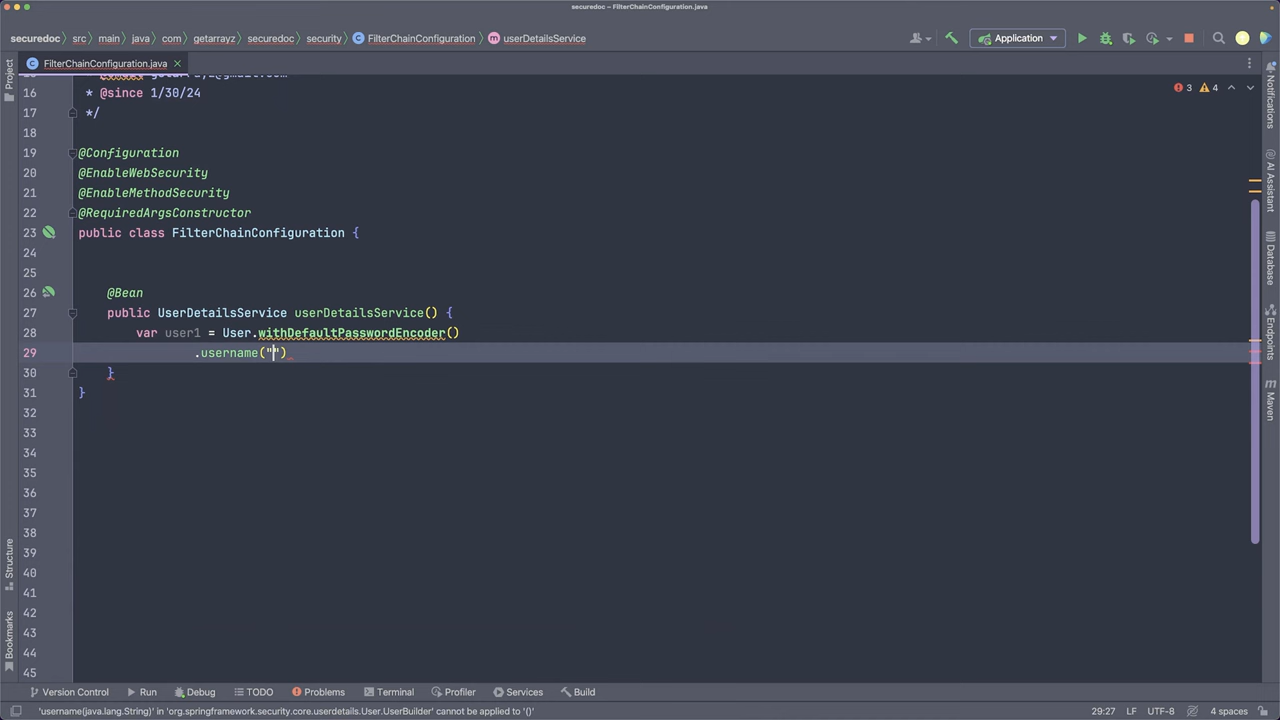 securedoc – FilterChainConfiguration.java
securedoc src main java com getarrayz securedoc security FilterChainConfiguration userDetailsService Application
FilterChainConfiguration.java
Project
16 * @since 1/30/24
3 4
17 */
18
19 @Configuration
20 @EnableWebSecurity
21 @EnableMethodSecurity
22 @RequiredArgsConstructor
23 public class FilterChainConfiguration {
24
25
26 @Bean
27 public UserDetailsService userDetailsService() {
28 var user1 = User.withDefaultPasswordEncoder()
29 .username("")
30 }
31 }
32
33
34
35
36
37
38
39
40
41
42
43
44
45
Notifications
AI Assistant
Database
Endpoints
Maven
Structure
Bookmarks
Version Control Run Debug TODO Problems Terminal Profiler Services Build
'username(java.lang.String)' in 'org.springframework.security.core.userdetails.User.UserBuilder' cannot be applied to '()' 29:27 LF UTF-8 4 spaces